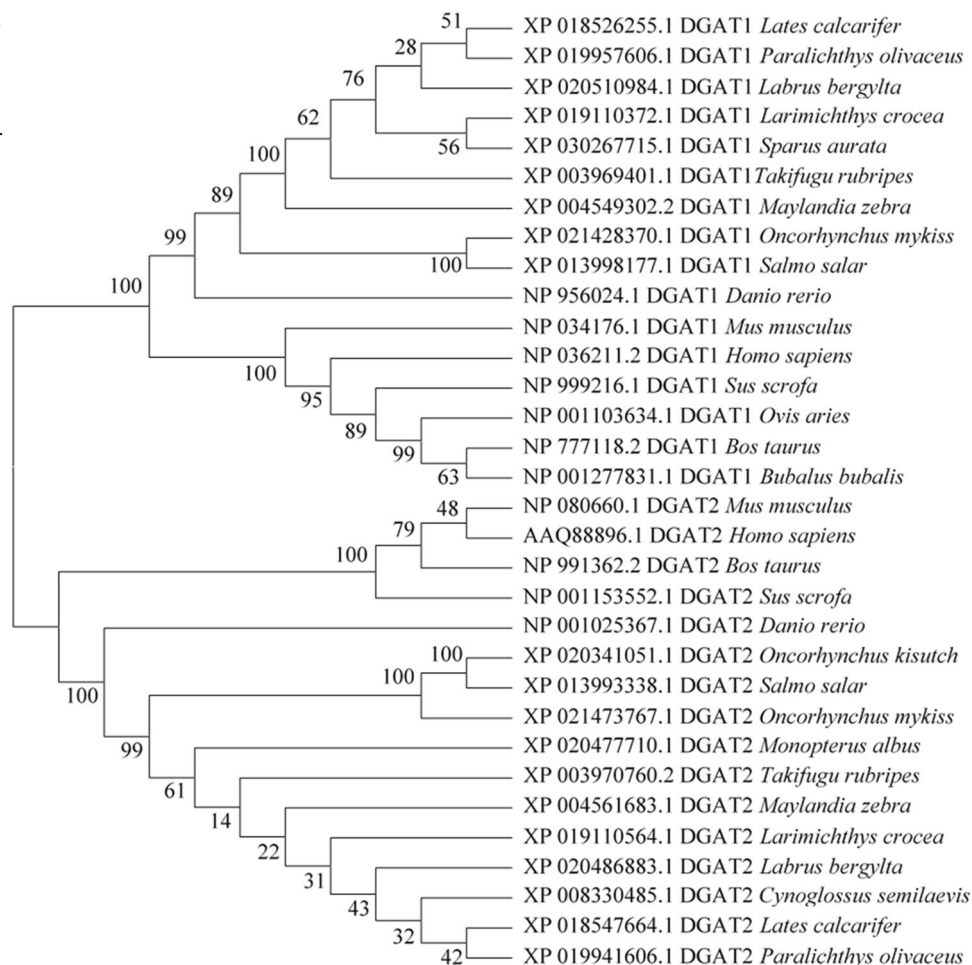 51
XP 018526255.1 DGAT1 Lates calcarifer
28
XP 019957606.1 DGAT1 Paralichthys olivaceus
76
XP 020510984.1 DGAT1 Labrus bergylta
62
XP 019110372.1 DGAT1 Larimichthys crocea
56
XP 030267715.1 DGAT1 Sparus aurata
100
XP 003969401.1 DGAT1Takifugu rubripes
89
XP 004549302.2 DGAT1 Maylandia zebra
99
XP 021428370.1 DGAT1 Oncorhynchus mykiss
100
XP 013998177.1 DGAT1 Salmo salar
100
NP 956024.1 DGAT1 Danio rerio
NP 034176.1 DGAT1 Mus musculus
100
NP 036211.2 DGAT1 Homo sapiens
95
NP 999216.1 DGAT1 Sus scrofa
89
NP 001103634.1 DGAT1 Ovis aries
99
NP 777118.2 DGAT1 Bos taurus
63
NP 001277831.1 DGAT1 Bubalus bubalis
48
NP 080660.1 DGAT2 Mus musculus
79
AAQ88896.1 DGAT2 Homo sapiens
100
NP 991362.2 DGAT2 Bos taurus
NP 001153552.1 DGAT2 Sus scrofa
NP 001025367.1 DGAT2 Danio rerio
100
XP 020341051.1 DGAT2 Oncorhynchus kisutch
100
100
XP 013993338.1 DGAT2 Salmo salar
XP 021473767.1 DGAT2 Oncorhynchus mykiss
99
XP 020477710.1 DGAT2 Monopterus albus
61
XP 003970760.2 DGAT2 Takifugu rubripes
14
XP 004561683.1 DGAT2 Maylandia zebra
22
XP 019110564.1 DGAT2 Larimichthys crocea
31
XP 020486883.1 DGAT2 Labrus bergylta
43
XP 008330485.1 DGAT2 Cynoglossus semilaevis
32
XP 018547664.1 DGAT2 Lates calcarifer
42
XP 019941606.1 DGAT2 Paralichthys olivaceus